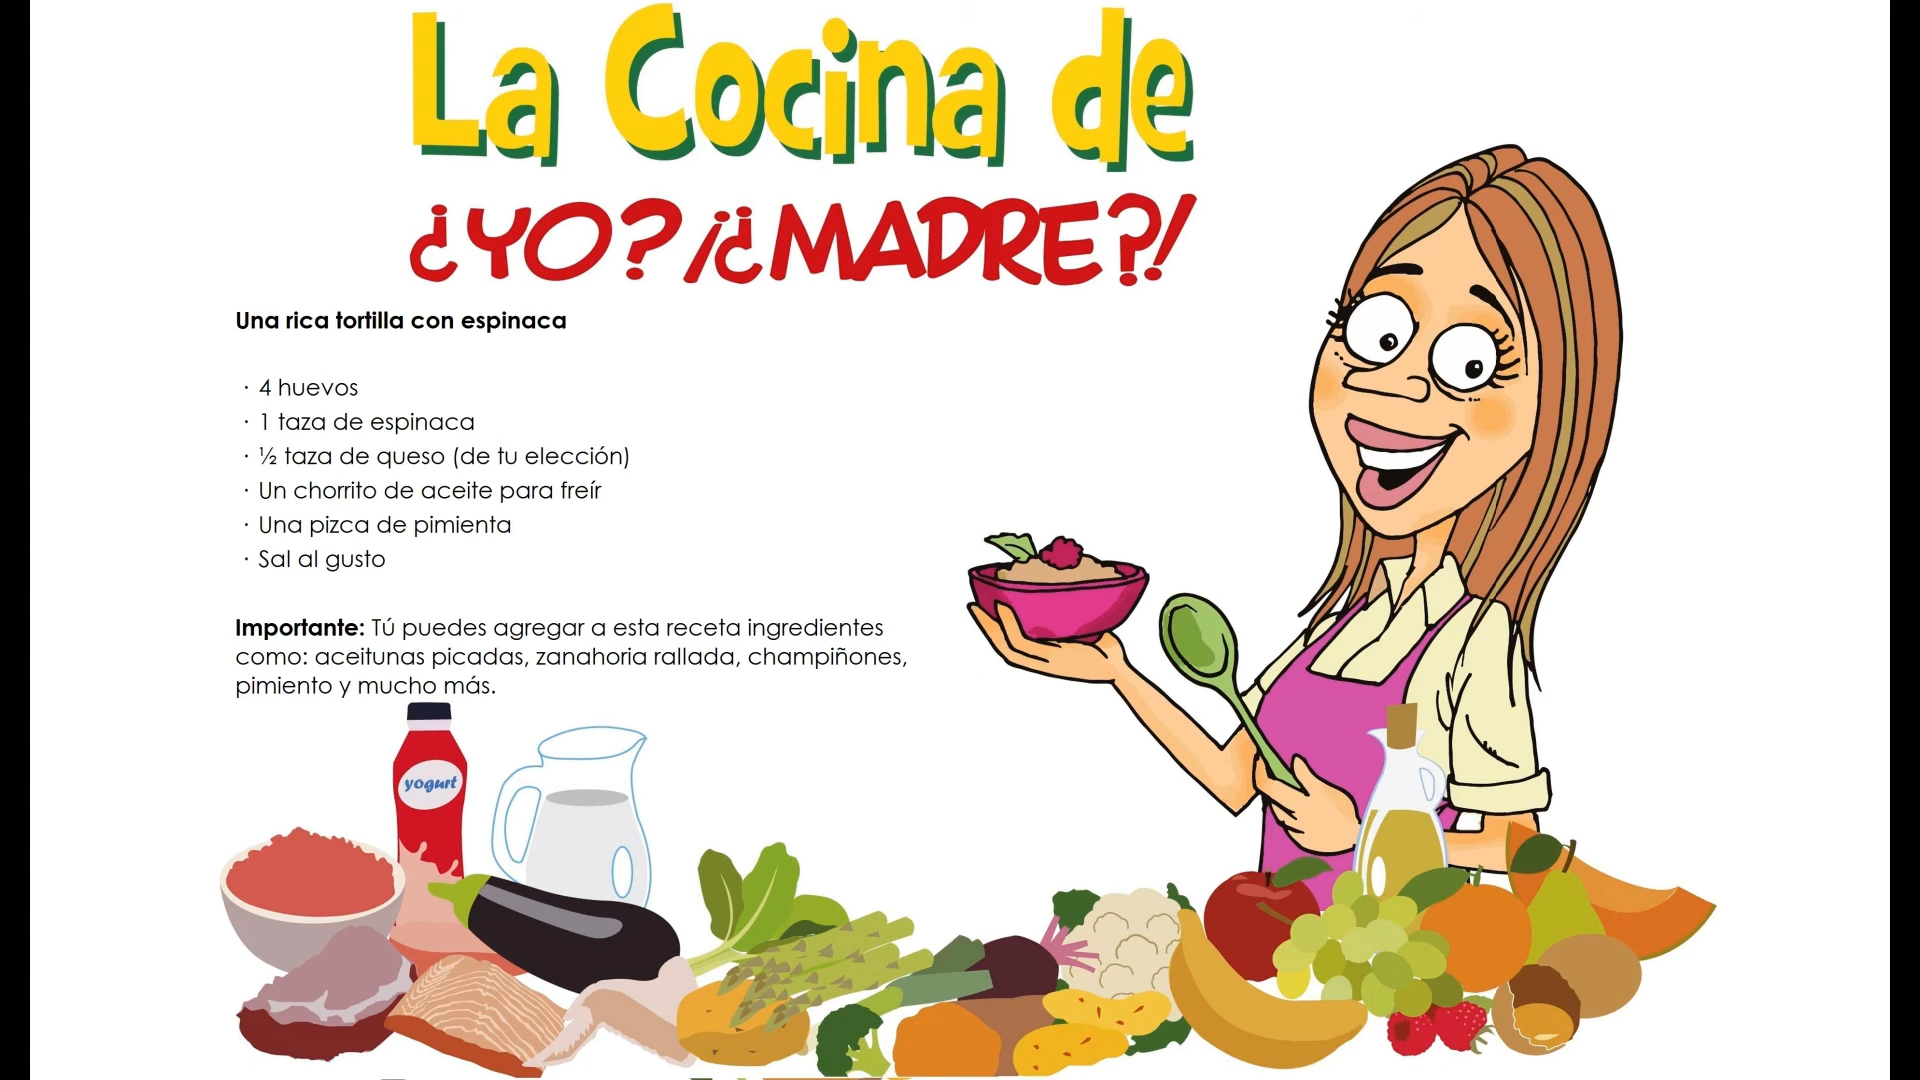 La Cocina de
¿YO? ¡¿MADRE?!
Una rica tortilla con espinaca
· 4 huevos
· 1 taza de espinaca
· ½ taza de queso (de tu elección)
· Un chorrito de aceite para freír
· Una pizca de pimienta
· Sal al gusto
Importante: Tú puedes agregar a esta receta ingredientes
como: aceitunas picadas, zanahoria rallada, champiñones,
pimiento y mucho más.
yogurt